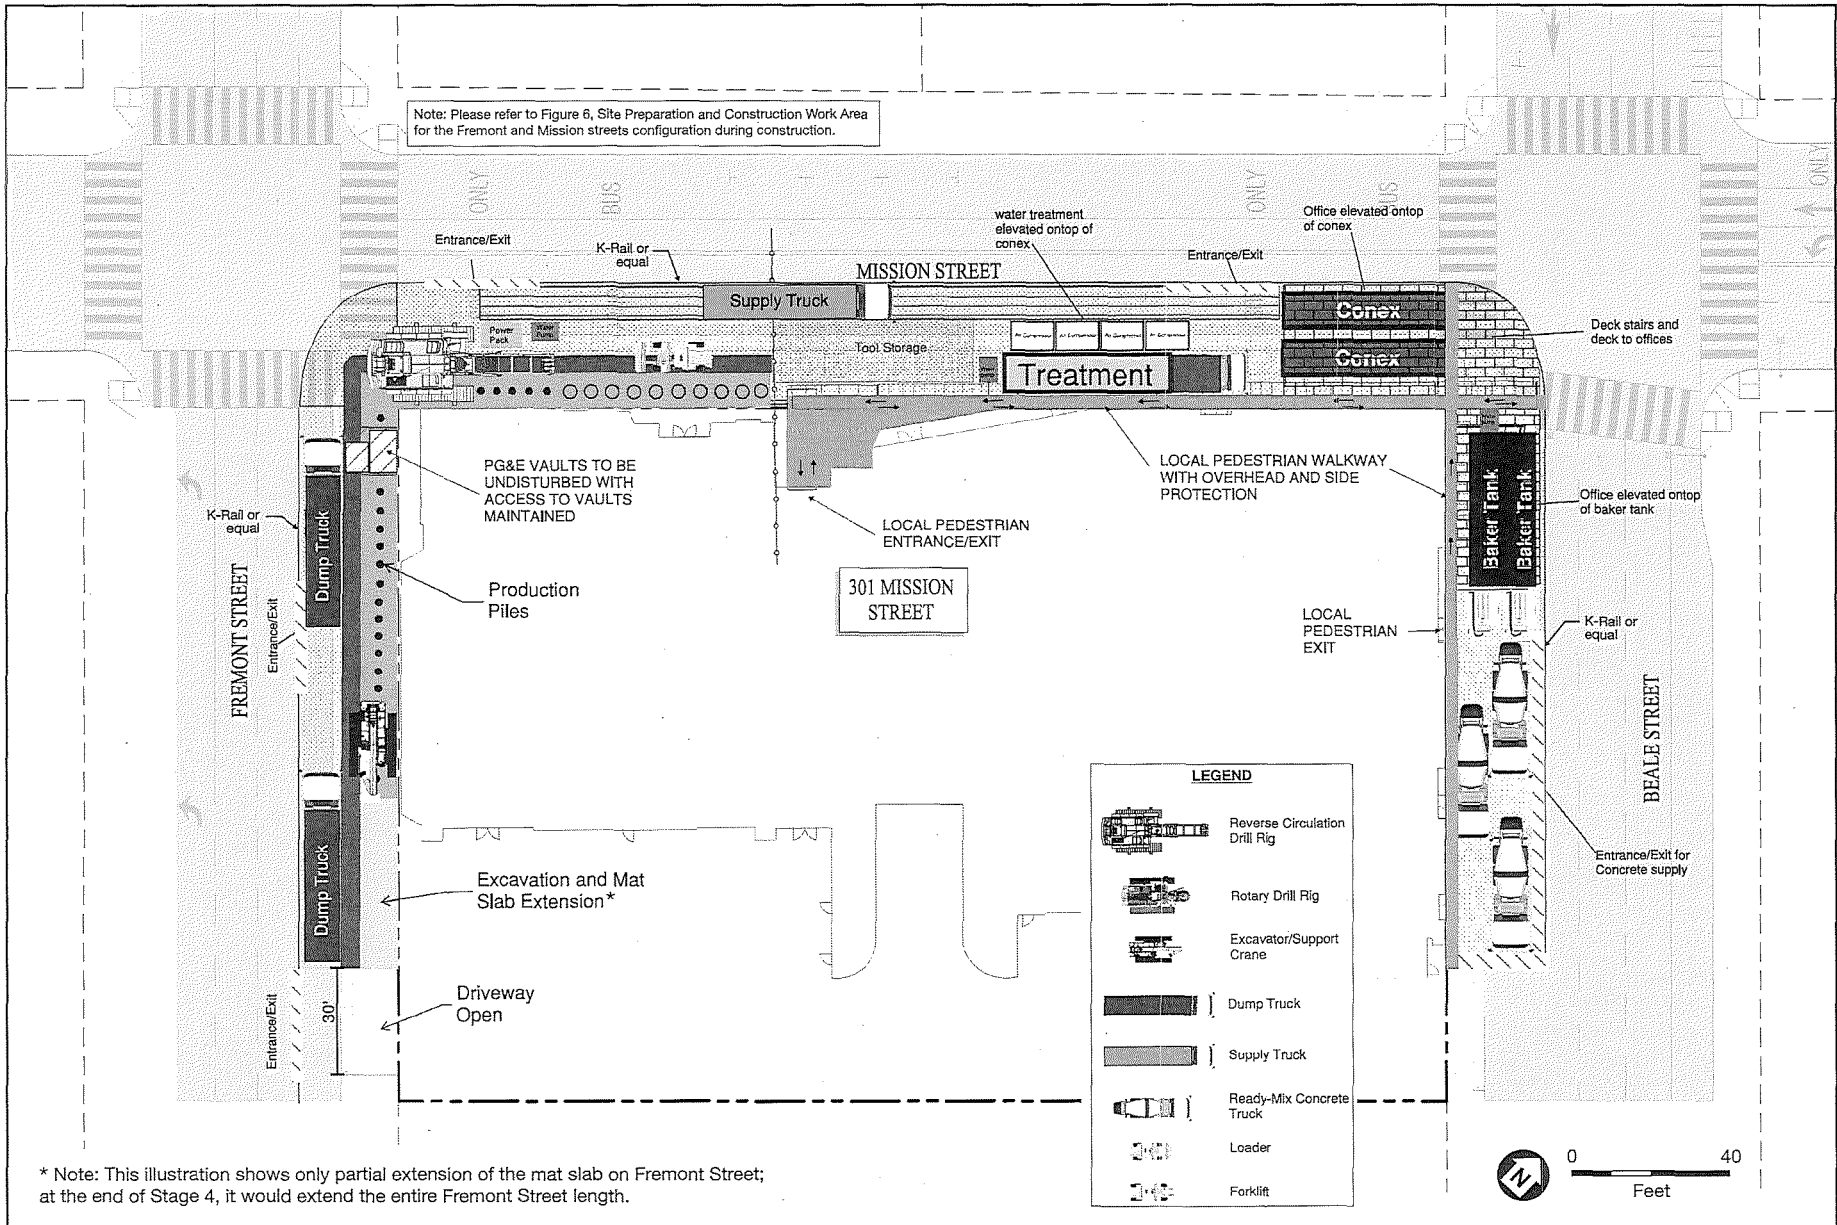 Note: Please refer to Figure 6, Site Preparation and Construction Work Area
for the Fremont and Mission streets configuration during construction.
ONLY
BUS
ONLY
BUS
ONLY
Entrance/Exit
K-Rail or
equal
water treatment
elevated ontop of
conex
Entrance/Exit
Office elevated ontop
of conex
MISSION STREET
Supply Truck
Conex
Conex
Power
Pack
Water
Pump
Tool Storage
Treatment
Deck stairs and
deck to offices
PG&E VAULTS TO BE
UNDISTURBED WITH
ACCESS TO VAULTS
MAINTAINED
LOCAL PEDESTRIAN
ENTRANCE/EXIT
LOCAL PEDESTRIAN WALKWAY
WITH OVERHEAD AND SIDE
PROTECTION
Baker Tank
Baker Tank
Office elevated ontop
of baker tank
K-Rail or
equal
Dump Truck
FREMONT STREET
Entrance/Exit
Production
Piles
301 MISSION
STREET
LOCAL
PEDESTRIAN
EXIT
K-Rail or
equal
BEALE STREET
Entrance/Exit for
Concrete supply
Dump Truck
Excavation and Mat
Slab Extension*
Entrance/Exit
30'
Driveway
Open
LEGEND
Reverse Circulation
Drill Rig
Rotary Drill Rig
Excavator/Support
Crane
Dump Truck
Supply Truck
Ready-Mix Concrete
Truck
Loader
Forklift
N
0 40
Feet
* Note: This illustration shows only partial extension of the mat slab on Fremont Street;
at the end of Stage 4, it would extend the entire Fremont Street length.